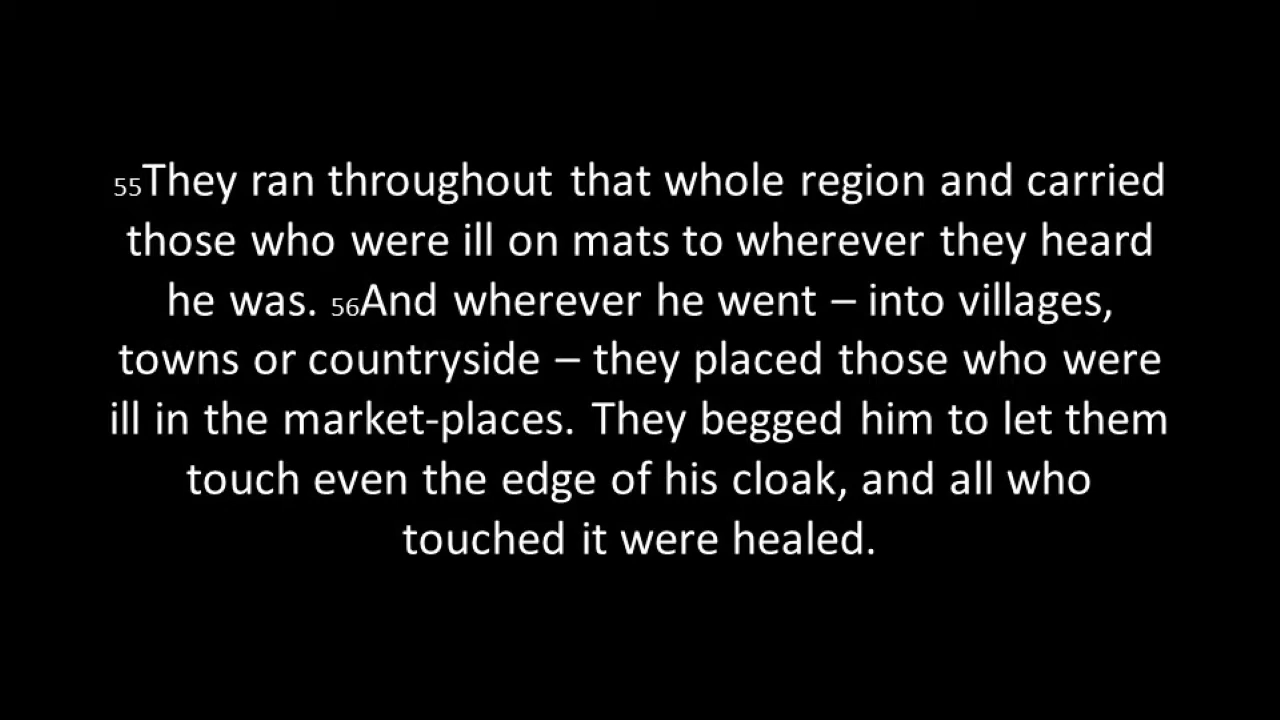 55They ran throughout that whole region and carried
those who were ill on mats to wherever they heard
he was. 56And wherever he went – into villages,
towns or countryside – they placed those who were
ill in the market-places. They begged him to let them
touch even the edge of his cloak, and all who
touched it were healed.